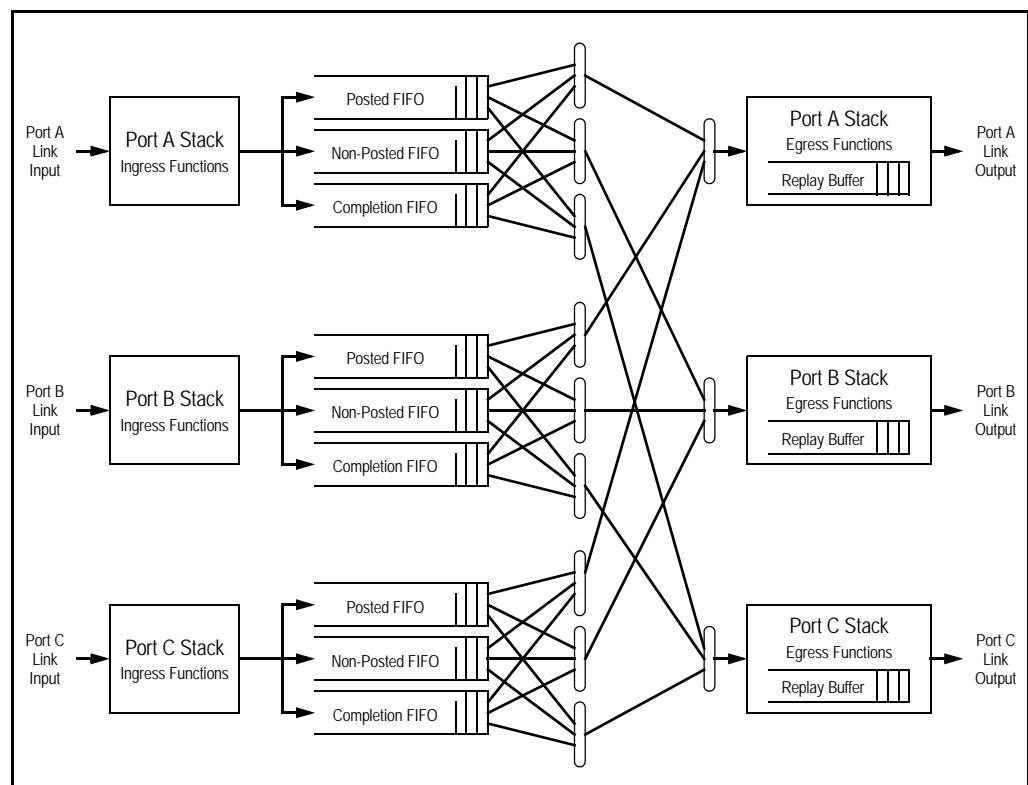 Port A
Link
Input
Port A Stack
Ingress Functions
Posted FIFO
Non-Posted FIFO
Completion FIFO
Port A Stack
Egress Functions
Replay Buffer
Port A
Link
Output
Port B
Link
Input
Port B Stack
Ingress Functions
Posted FIFO
Non-Posted FIFO
Completion FIFO
Port B Stack
Egress Functions
Replay Buffer
Port B
Link
Output
Port C
Link
Input
Port C Stack
Ingress Functions
Posted FIFO
Non-Posted FIFO
Completion FIFO
Port C Stack
Egress Functions
Replay Buffer
Port C
Link
Output